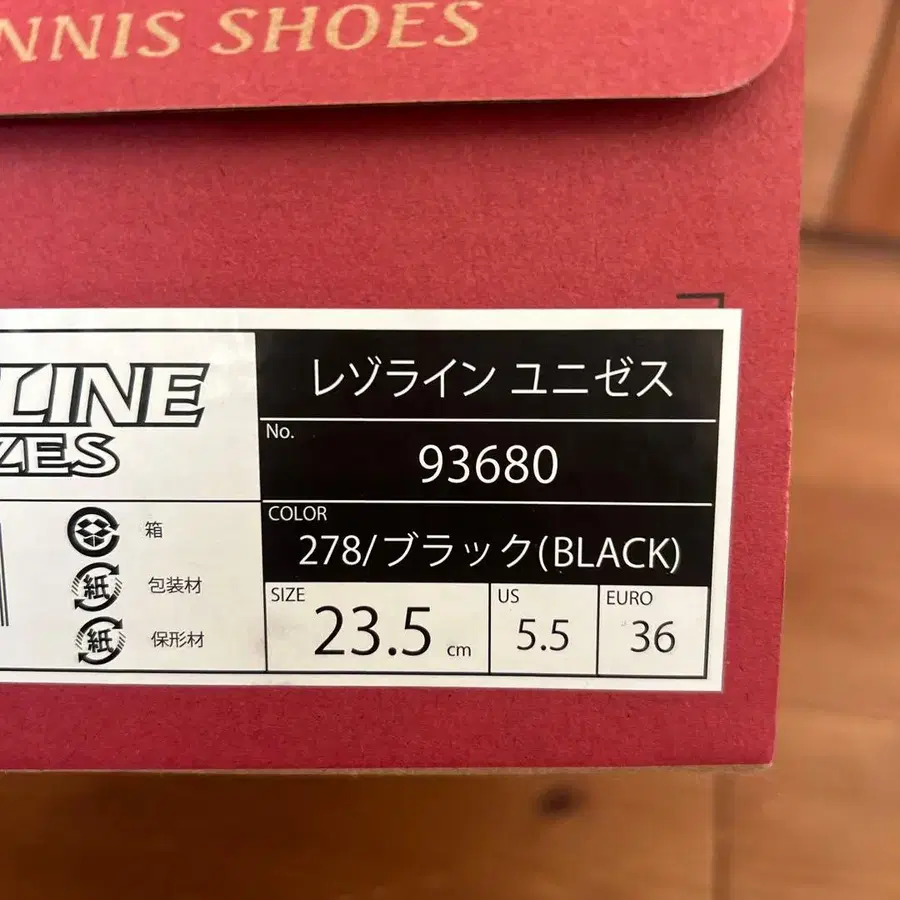 NNIS SHOES
LINE
ZES
レゾライン ユニゼス
No.
93680
COLOR
278/ブラック(BLACK)
箱
紙 包装材
紙 保形材
SIZE
23.5 cm
US
5.5
EURO
36